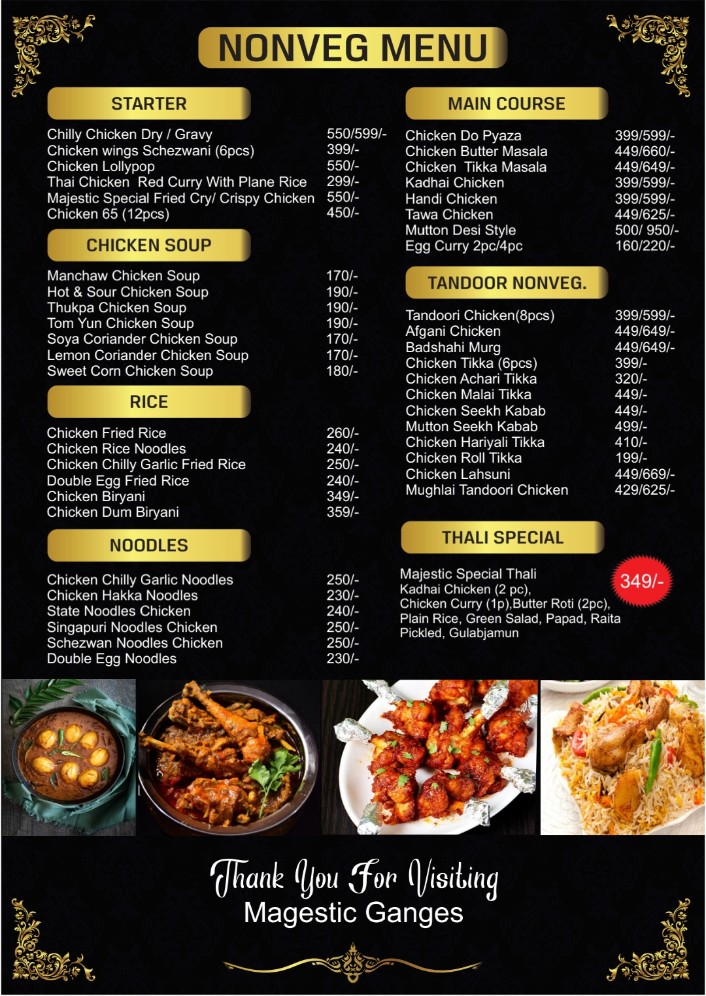 NONVEG MENU
STARTER
Chilly Chicken Dry / Gravy 550/599/-
Chicken wings Schezwani (6pcs) 399/-
Chicken Lollypop 550/-
Thai Chicken Red Curry With Plane Rice 299/-
Majestic Special Fried Cry/ Crispy Chicken 550/-
Chicken 65 (12pcs) 450/-
CHICKEN SOUP
Manchaw Chicken Soup 170/-
Hot & Sour Chicken Soup 190/-
Thukpa Chicken Soup 190/-
Tom Yun Chicken Soup 190/-
Soya Coriander Chicken Soup 170/-
Lemon Coriander Chicken Soup 170/-
Sweet Corn Chicken Soup 180/-
RICE
Chicken Fried Rice 260/-
Chicken Rice Noodles 240/-
Chicken Chilly Garlic Fried Rice 250/-
Double Egg Fried Rice 240/-
Chicken Biryani 349/-
Chicken Dum Biryani 359/-
NOODLES
Chicken Chilly Garlic Noodles 250/-
Chicken Hakka Noodles 230/-
State Noodles Chicken 240/-
Singapuri Noodles Chicken 250/-
Schezwan Noodles Chicken 250/-
Double Egg Noodles 230/-
MAIN COURSE
Chicken Do Pyaza 399/599/-
Chicken Butter Masala 449/660/-
Chicken Tikka Masala 449/649/-
Kadhai Chicken 399/599/-
Handi Chicken 399/599/-
Tawa Chicken 449/625/-
Mutton Desi Style 500/ 950/-
Egg Curry 2pc/4pc 160/220/-
TANDOOR NONVEG.
Tandoori Chicken(8pcs) 399/599/-
Afgani Chicken 449/649/-
Badshahi Murg 449/649/-
Chicken Tikka (6pcs) 399/-
Chicken Achari Tikka 320/-
Chicken Malai Tikka 449/-
Chicken Seekh Kabab 449/-
Mutton Seekh Kabab 499/-
Chicken Hariyali Tikka 410/-
Chicken Roll Tikka 199/-
Chicken Lahsuni 449/669/-
Mughlai Tandoori Chicken 429/625/-
THALI SPECIAL
Majestic Special Thali 349/-
Kadhai Chicken (2 pc),
Chicken Curry (1p),Butter Roti (2pc),
Plain Rice, Green Salad, Papad, Raita
Pickled, Gulabjamun
Thank You For Visiting
Magestic Ganges